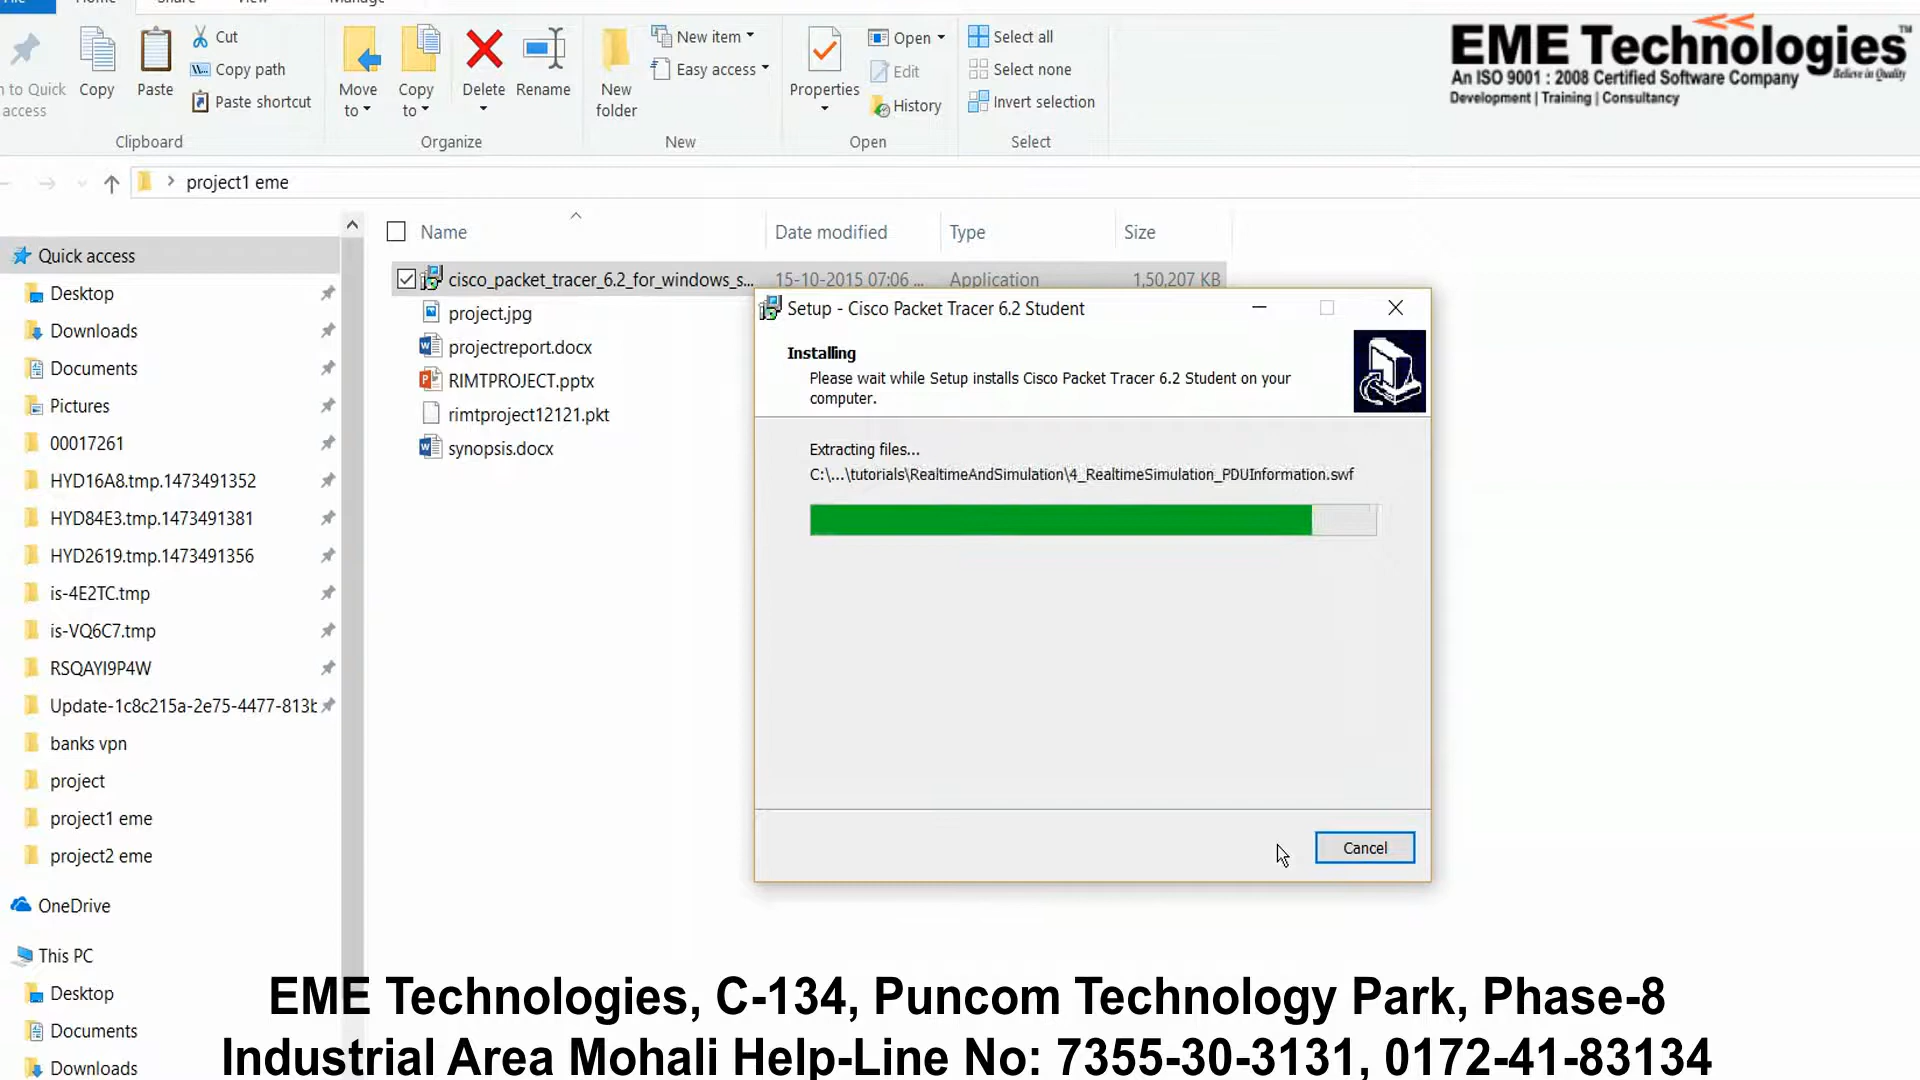 Home
Share
View
Manage
n to Quick access
Copy
Paste
Cut
Copy path
Paste shortcut
Clipboard
Move to
Copy to
Delete
Rename
Organize
New folder
New item
Easy access
New
Properties
Open
Edit
History
Open
Select all
Select none
Invert selection
Select
EME Technologies™
Believe in Quality
An ISO 9001 : 2008 Certified Software Company
Development | Training | Consultancy
project1 eme
Quick access
Desktop
Downloads
Documents
Pictures
00017261
HYD16A8.tmp.1473491352
HYD84E3.tmp.1473491381
HYD2619.tmp.1473491356
is-4E2TC.tmp
is-VQ6C7.tmp
RSQAYI9P4W
Update-1c8c215a-2e75-4477-813b
banks vpn
project
project1 eme
project2 eme
OneDrive
This PC
Desktop
Documents
Downloads
Name Date modified Type Size
cisco_packet_tracer_6.2_for_windows_s... 15-10-2015 07:06 ... Application 1,50,207 KB
project.jpg
projectreport.docx
RIMTPROJECT.pptx
rimtproject12121.pkt
synopsis.docx
Setup - Cisco Packet Tracer 6.2 Student
Installing
Please wait while Setup installs Cisco Packet Tracer 6.2 Student on your
computer.
Extracting files...
C:\...\tutorials\RealtimeAndSimulation\4_RealtimeSimulation_PDUInformation.swf
Cancel
EME Technologies, C-134, Puncom Technology Park, Phase-8
Industrial Area Mohali Help-Line No: 7355-30-3131, 0172-41-83134